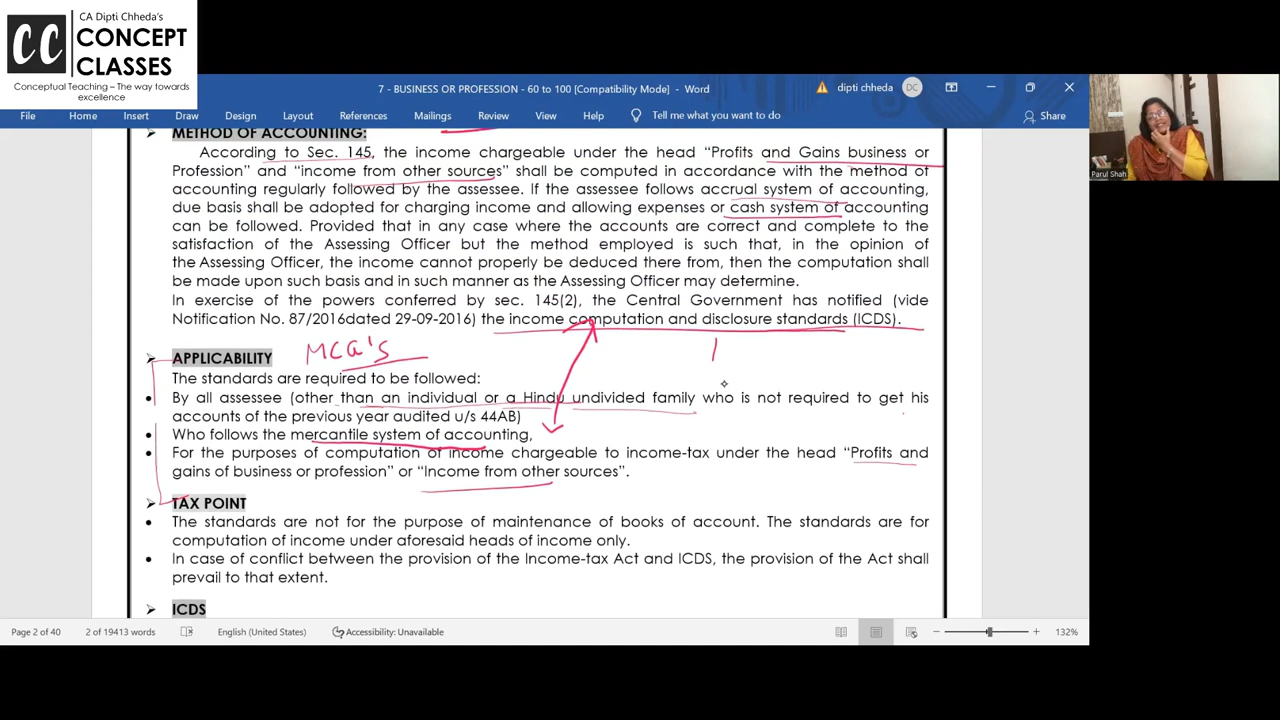 CA Dipti Chheda's
CC CONCEPT
CLASSES
Conceptual Teaching – The way towards
excellence
7 - BUSINESS OR PROFESSION - 60 to 100 [Compatibility Mode] - Word
dipti chheda DC
File Home Insert Draw Layout References Mailings Review View Help Tell me what you want to do Share
➢ METHOD OF ACCOUNTING:
According to Sec. 145, the income chargeable under the head “Profits and Gains business or
Profession” and “income from other sources” shall be computed in accordance with the method of
accounting regularly followed by the assessee. If the assessee follows accrual system of accounting,
due basis shall be adopted for charging income and allowing expenses or cash system of accounting
can be followed. Provided that in any case where the accounts are correct and complete to the
satisfaction of the Assessing Officer but the method employed is such that, in the opinion of
the Assessing Officer, the income cannot properly be deduced there from, then the computation shall
be made upon such basis and in such manner as the Assessing Officer may determine.
In exercise of the powers conferred by sec. 145(2), the Central Government has notified (vide
Notification No. 87/2016dated 29-09-2016) the income computation and disclosure standards (ICDS).
➢ APPLICABILITY MCQ's
The standards are required to be followed:
• By all assessee (other than an individual or a Hindu undivided family who is not required to get his
accounts of the previous year audited u/s 44AB)
• Who follows the mercantile system of accounting,
• For the purposes of computation of income chargeable to income-tax under the head “Profits and
gains of business or profession” or “Income from other sources”.
➢ TAX POINT
• The standards are not for the purpose of maintenance of books of account. The standards are for
computation of income under aforesaid heads of income only.
• In case of conflict between the provision of the Income-tax Act and ICDS, the provision of the Act shall
prevail to that extent.
➢ ICDS
Page 2 of 40 2 of 19413 words English (United States) Accessibility: Unavailable 132%
Parul Shah